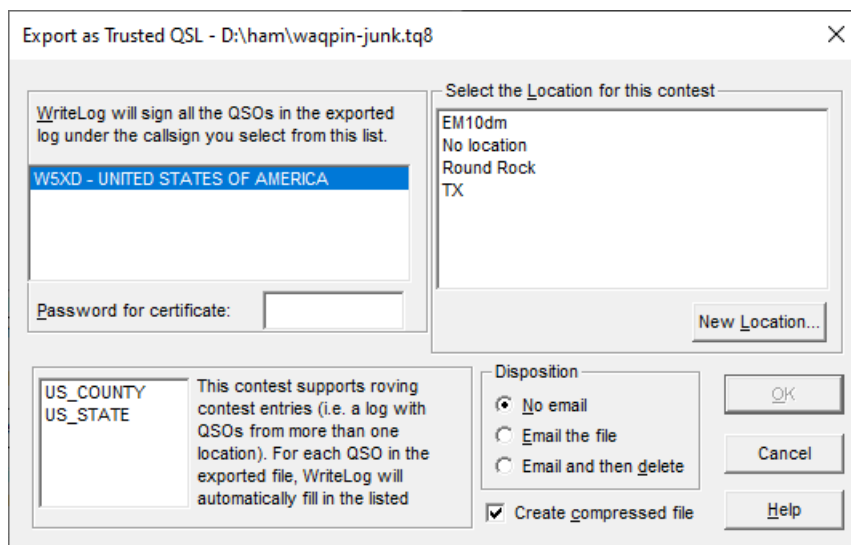 Export as Trusted QSL - D:\ham\waqpin-junk.tq8
WriteLog will sign all the QSOs in the exported
log under the callsign you select from this list.
W5XD - UNITED STATES OF AMERICA
Password for certificate:
Select the Location for this contest
EM10dm
No location
Round Rock
TX
New Location...
US_COUNTY
US_STATE
This contest supports roving
contest entries (i.e. a log with
QSOs from more than one
location). For each QSO in the
exported file, WriteLog will
automatically fill in the listed
Disposition
No email
Email the file
Email and then delete
Create compressed file
OK
Cancel
Help